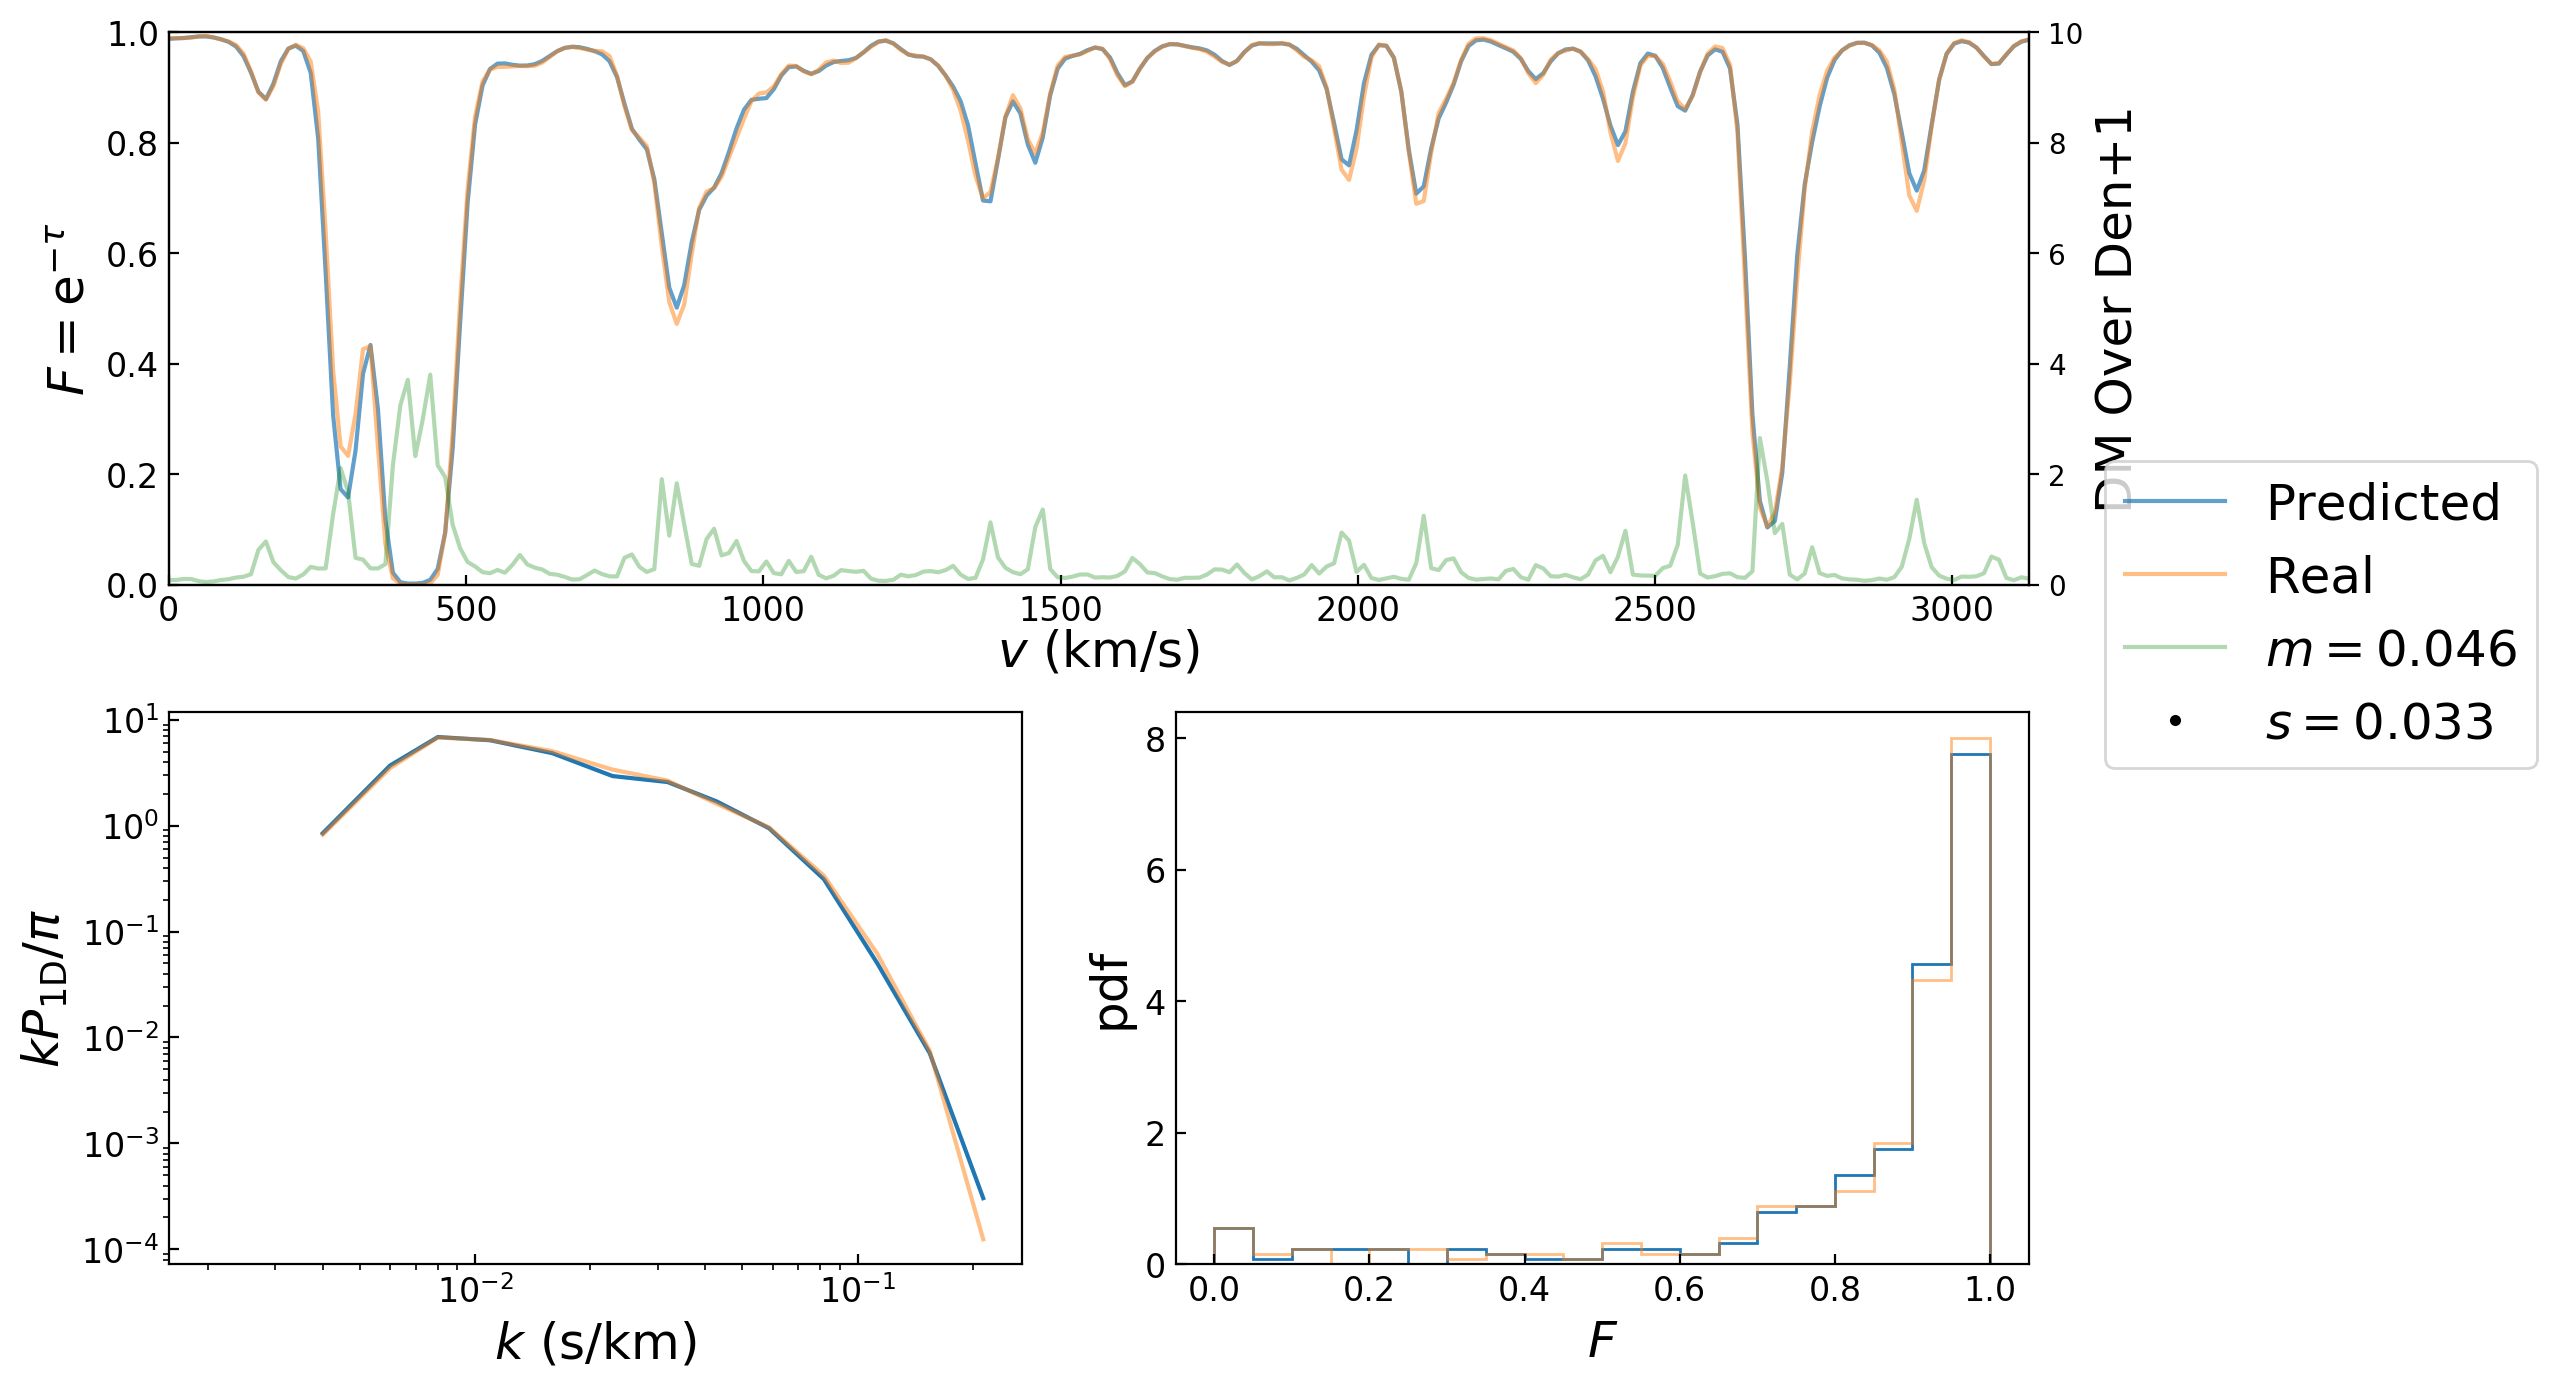 1.0
0.8
0.6
0.4
0.2
0.0
F = e^{−τ}
10
8
6
4
2
0
DM Over Den+1
0 500 1000 1500 2000 2500 3000
v (km/s)
Predicted
Real
m = 0.046
s = 0.033
10^1
10^0
10^{−1}
10^{−2}
10^{−3}
10^{−4}
kP_{1D}/π
10^{−2} 10^{−1}
k (s/km)
8
6
4
2
0
pdf
0.0 0.2 0.4 0.6 0.8 1.0
F